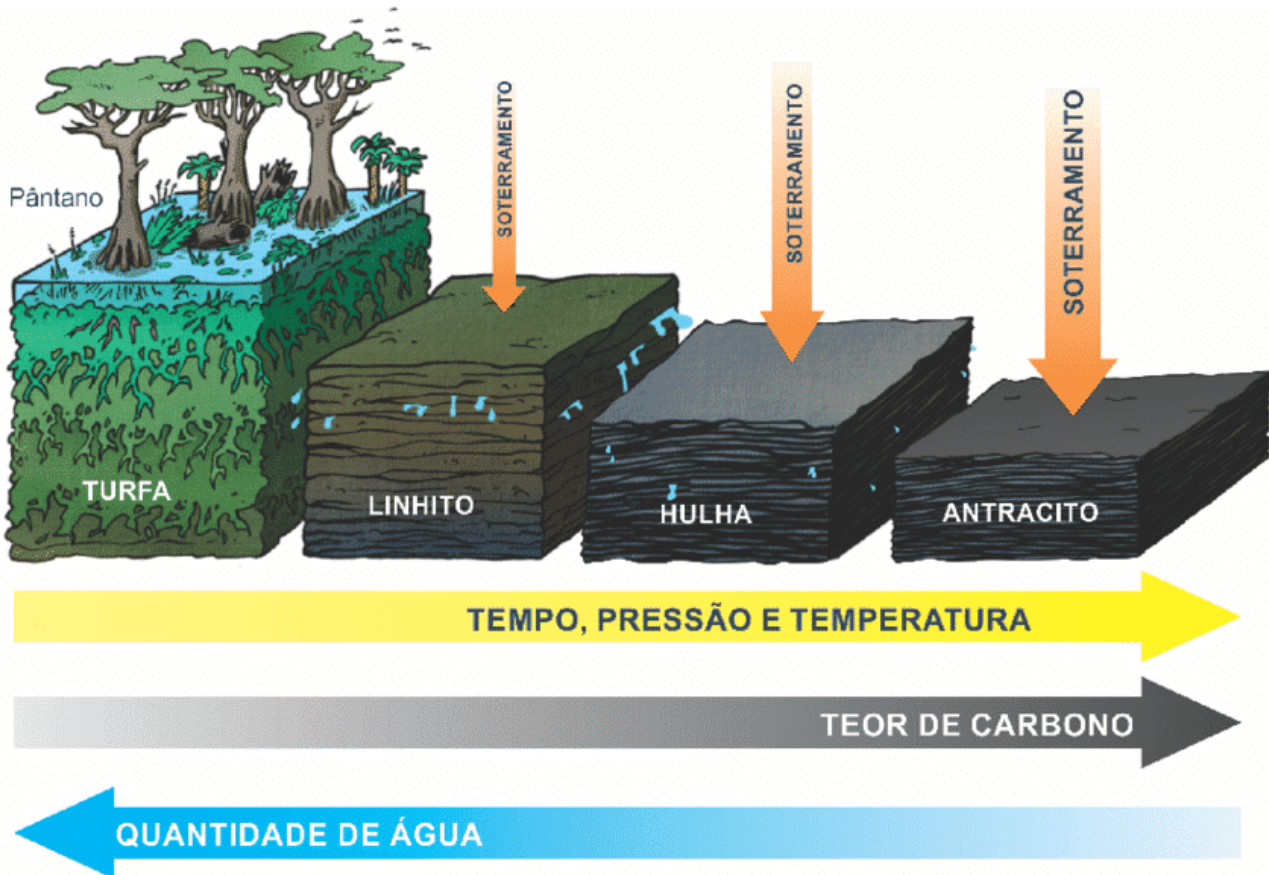 Pântano
SOTERRAMENTO
SOTERRAMENTO
SOTERRAMENTO
TURFA
LINHITO
HULHA
ANTRACITO
TEMPO, PRESSÃO E TEMPERATURA
TEOR DE CARBONO
QUANTIDADE DE ÁGUA